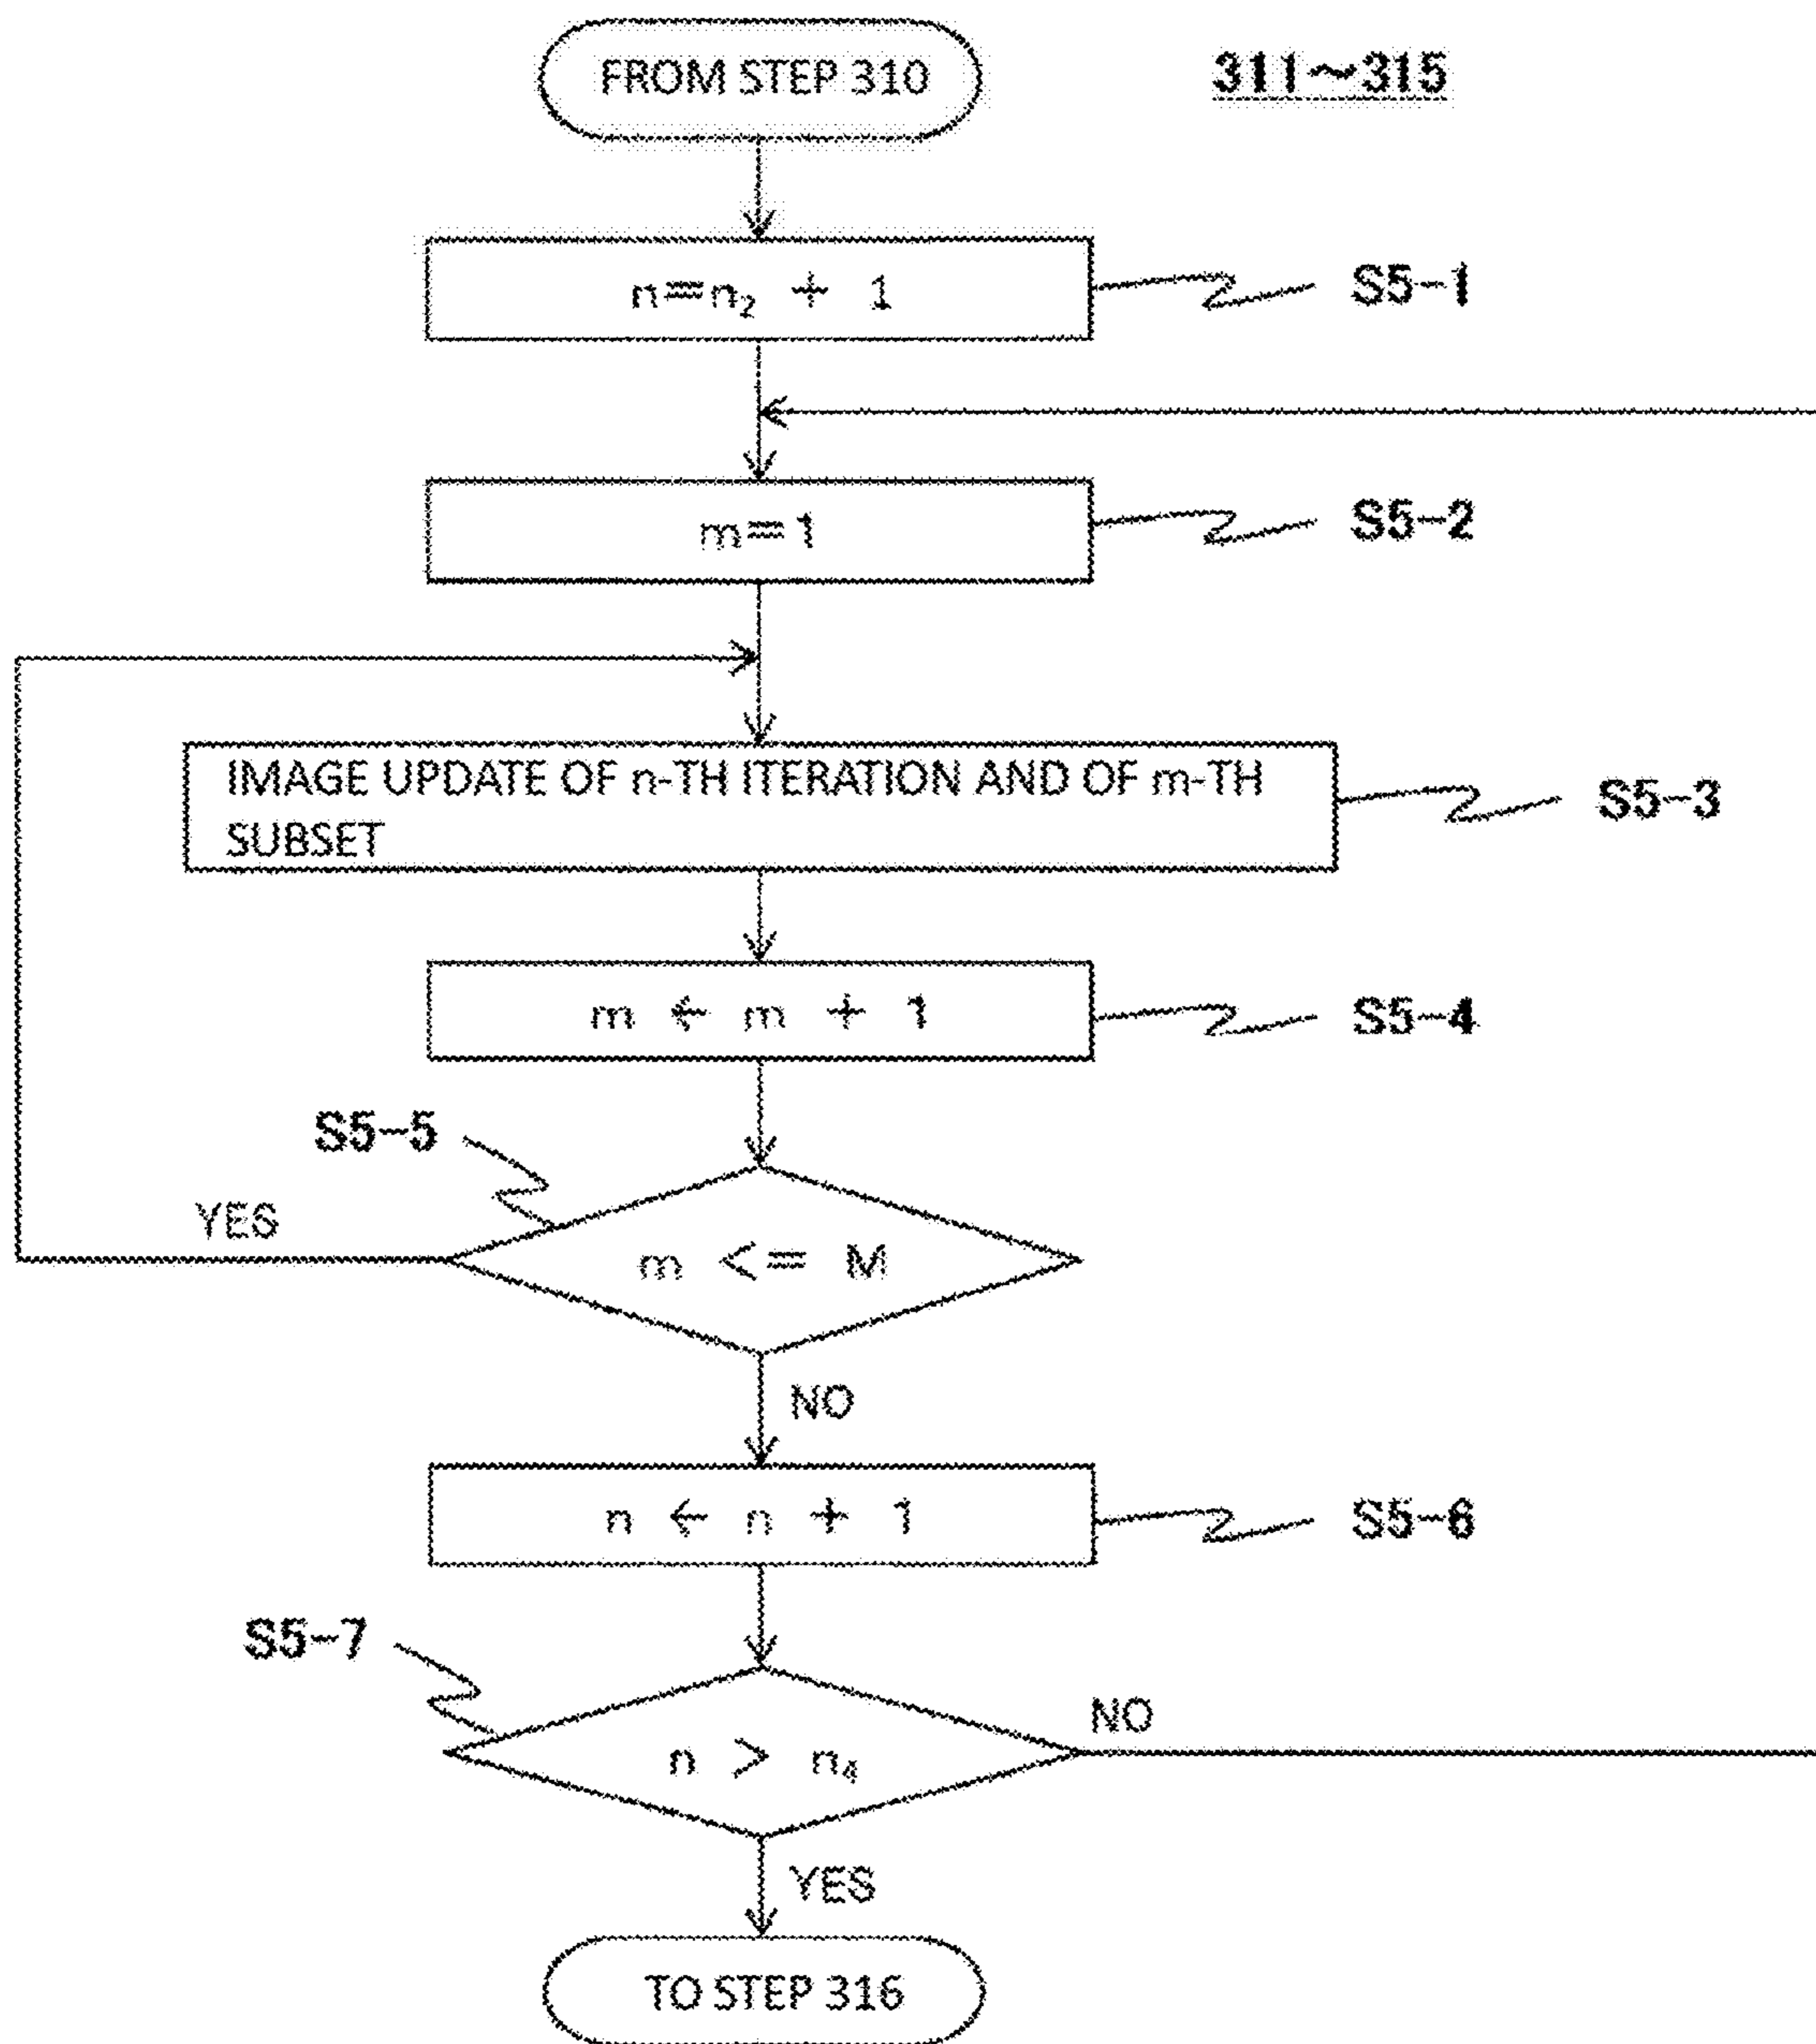 FROM STEP 310
311~315
n=n₂ + 1
S5-1
m=1
S5-2
IMAGE UPDATE OF n-TH ITERATION AND OF m-TH
SUBSET
S5-3
m ← m + 1
S5-4
S5-5
YES
m <= M
NO
n ← n + 1
S5-6
S5-7
NO
n > n₄
YES
TO STEP 316